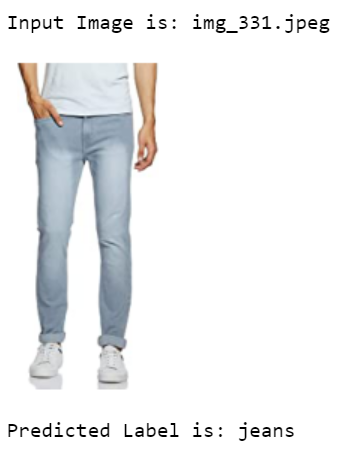 Input Image is: img_331.jpeg
Predicted Label is: jeans